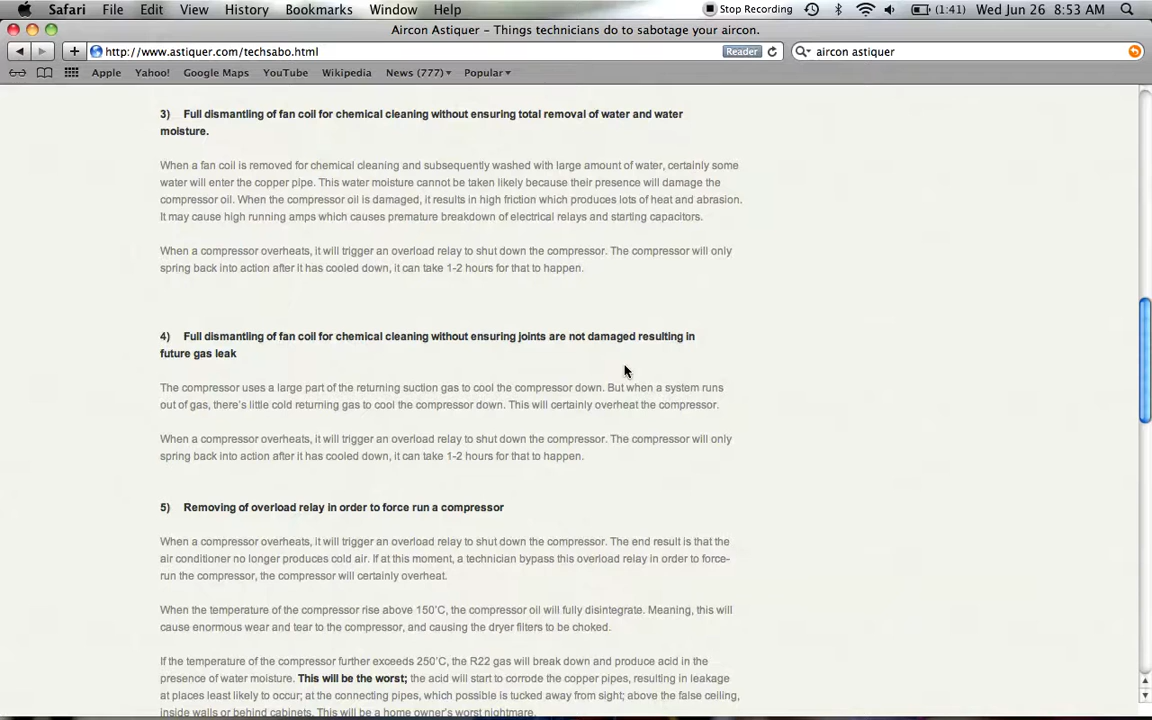 Safari File Edit View History Bookmarks Window Help Stop Recording (1:41) Wed Jun 26 8:53 AM
Aircon Astiquer – Things technicians do to sabotage your aircon.
http://www.astiquer.com/techsabo.html Reader aircon astiquer
Apple Yahoo! Google Maps YouTube Wikipedia News (777) Popular
3) Full dismantling of fan coil for chemical cleaning without ensuring total removal of water and water
moisture.
When a fan coil is removed for chemical cleaning and subsequently washed with large amount of water, certainly some
water will enter the copper pipe. This water moisture cannot be taken likely because their presence will damage the
compressor oil. When the compressor oil is damaged, it results in high friction which produces lots of heat and abrasion.
It may cause high running amps which causes premature breakdown of electrical relays and starting capacitors.
When a compressor overheats, it will trigger an overload relay to shut down the compressor. The compressor will only
spring back into action after it has cooled down, it can take 1-2 hours for that to happen.
4) Full dismantling of fan coil for chemical cleaning without ensuring joints are not damaged resulting in
future gas leak
The compressor uses a large part of the returning suction gas to cool the compressor down. But when a system runs
out of gas, there's little cold returning gas to cool the compressor down. This will certainly overheat the compressor.
When a compressor overheats, it will trigger an overload relay to shut down the compressor. The compressor will only
spring back into action after it has cooled down, it can take 1-2 hours for that to happen.
5) Removing of overload relay in order to force run a compressor
When a compressor overheats, it will trigger an overload relay to shut down the compressor. The end result is that the
air conditioner no longer produces cold air. If at this moment, a technician bypass this overload relay in order to force-
run the compressor, the compressor will certainly overheat.
When the temperature of the compressor rise above 150'C, the compressor oil will fully disintegrate. Meaning, this will
cause enormous wear and tear to the compressor, and causing the dryer filters to be choked.
If the temperature of the compressor further exceeds 250'C, the R22 gas will break down and produce acid in the
presence of water moisture. This will be the worst; the acid will start to corrode the copper pipes, resulting in leakage
at places least likely to occur; at the connecting pipes, which possible is tucked away from sight; above the false ceiling,
inside walls or behind cabinets. This will be a home owner's worst nightmare.